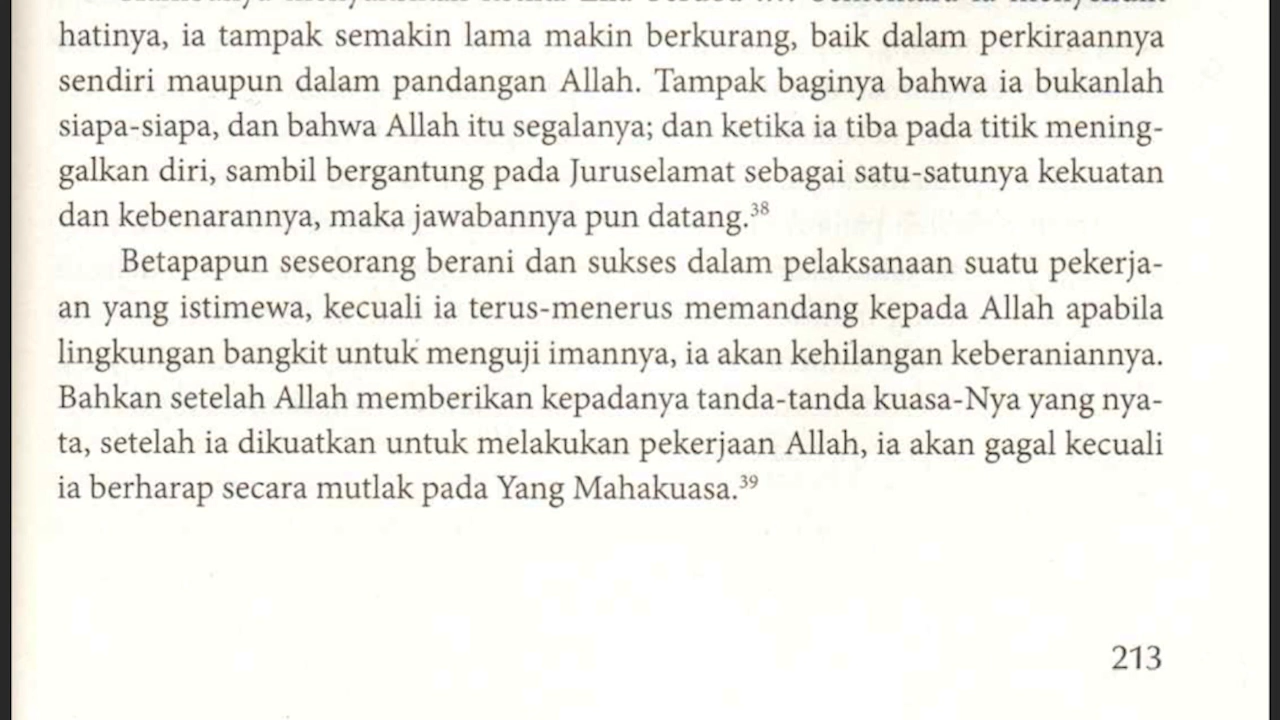 hatinya, ia tampak semakin lama makin berkurang, baik dalam perkiraannya
sendiri maupun dalam pandangan Allah. Tampak baginya bahwa ia bukanlah
siapa-siapa, dan bahwa Allah itu segalanya; dan ketika ia tiba pada titik mening-
galkan diri, sambil bergantung pada Juruselamat sebagai satu-satunya kekuatan
dan kebenarannya, maka jawabannya pun datang.³⁸
Betapapun seseorang berani dan sukses dalam pelaksanaan suatu pekerja-
an yang istimewa, kecuali ia terus-menerus memandang kepada Allah apabila
lingkungan bangkit untuk menguji imannya, ia akan kehilangan keberaniannya.
Bahkan setelah Allah memberikan kepadanya tanda-tanda kuasa-Nya yang nya-
ta, setelah ia dikuatkan untuk melakukan pekerjaan Allah, ia akan gagal kecuali
ia berharap secara mutlak pada Yang Mahakuasa.³⁹
213